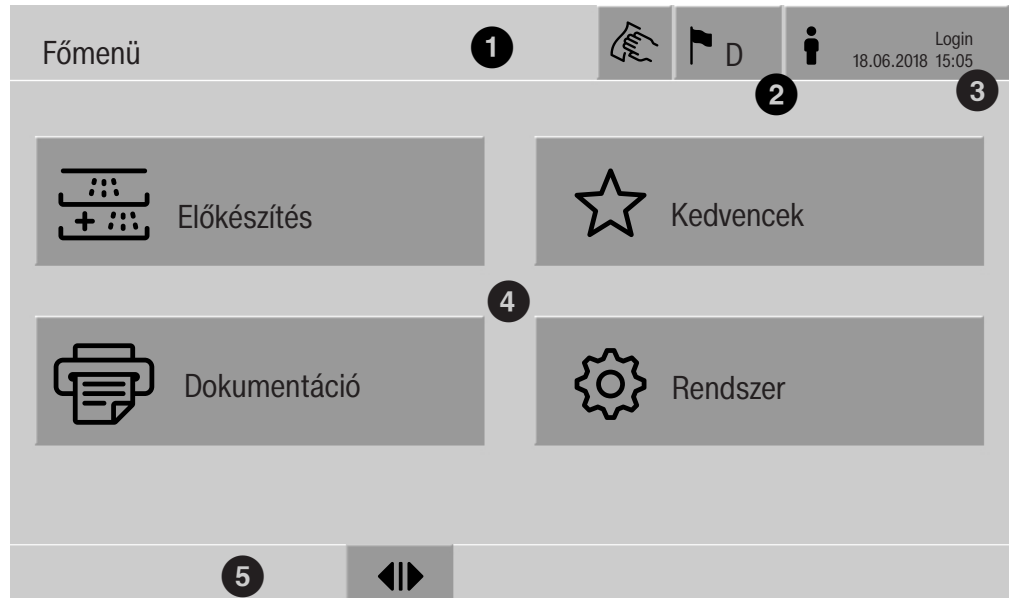 Főmenü
1
D
Login
18.06.2018 15:05
2
3
Előkészítés
Kedvencek
4
Dokumentáció
Rendszer
5